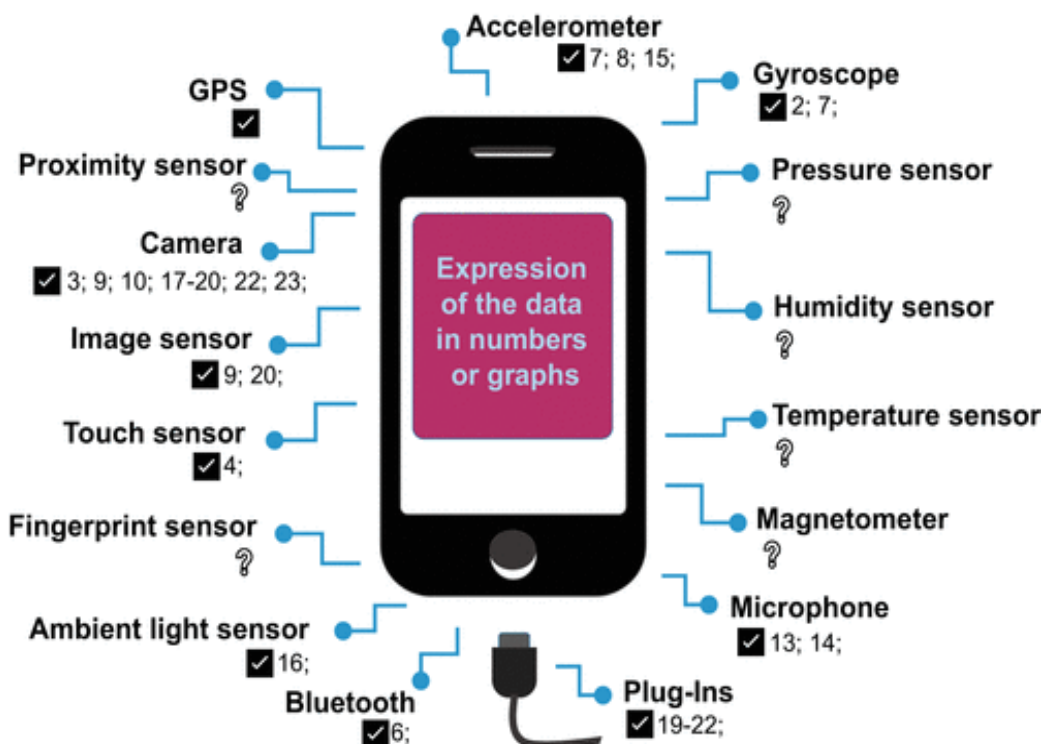 Accelerometer
☑ 7; 8; 15;
GPS
☑
Gyroscope
☑ 2; 7;
Proximity sensor
?
Pressure sensor
?
Camera
☑ 3; 9; 10; 17-20; 22; 23;
Expression
of the data
in numbers
or graphs
Humidity sensor
?
Image sensor
☑ 9; 20;
Touch sensor
☑ 4;
Temperature sensor
?
Fingerprint sensor
?
Magnetometer
?
Ambient light sensor
☑ 16;
Microphone
☑ 13; 14;
Bluetooth
☑ 6;
Plug-Ins
☑ 19-22;